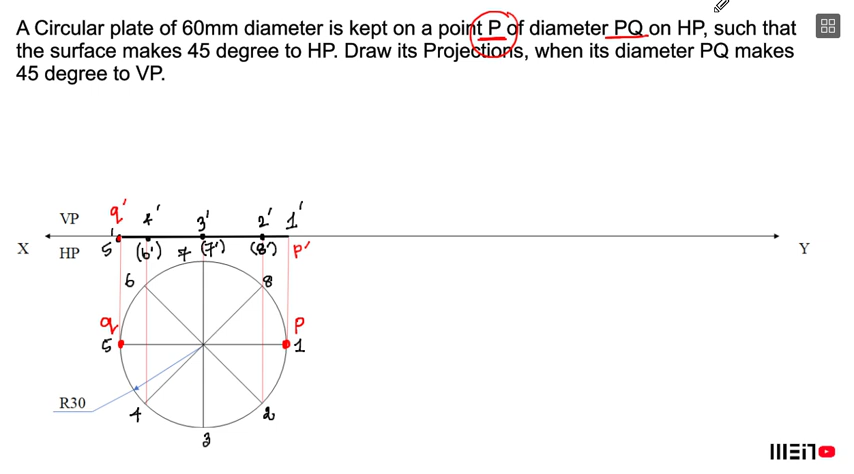 A Circular plate of 60mm diameter is kept on a point P of diameter PQ on HP, such that
the surface makes 45 degree to HP. Draw its Projections, when its diameter PQ makes
45 degree to VP.
VP q' 4' 3' 2' 1'
X Y
HP 5' (6') 7 (7') (8') P'
6 8
q P
5 1
R30
4 2
3